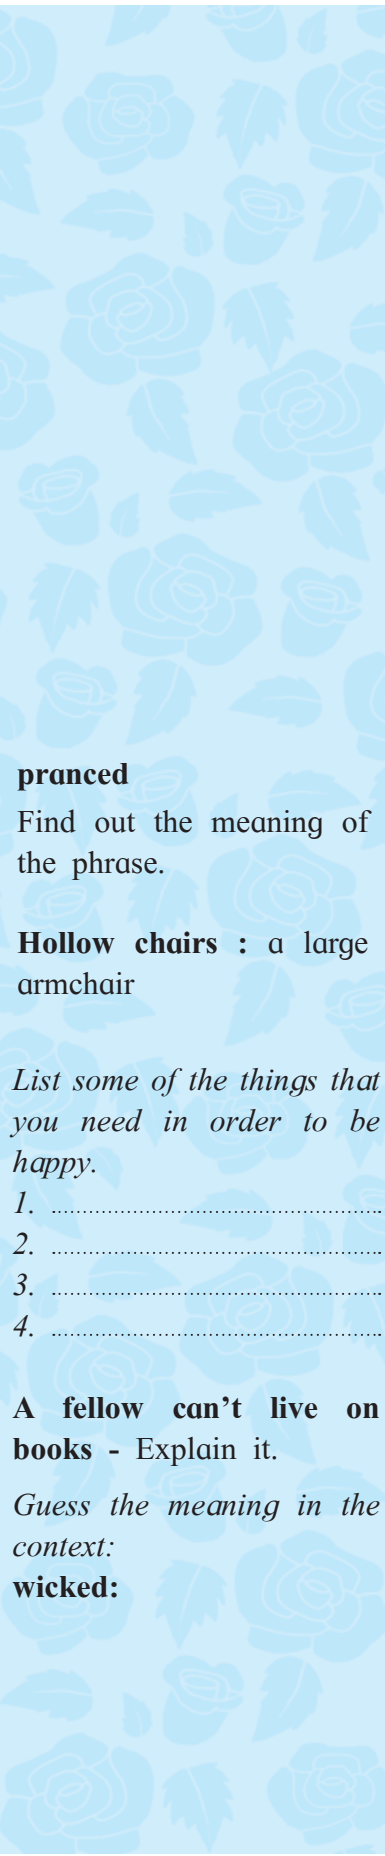 pranced
Find out the meaning of
the phrase.
Hollow chairs : a large
armchair
List some of the things that
you need in order to be
happy.
1. ....................................................
2. ....................................................
3. ....................................................
4. ....................................................
A fellow can’t live on
books - Explain it.
Guess the meaning in the
context:
wicked: